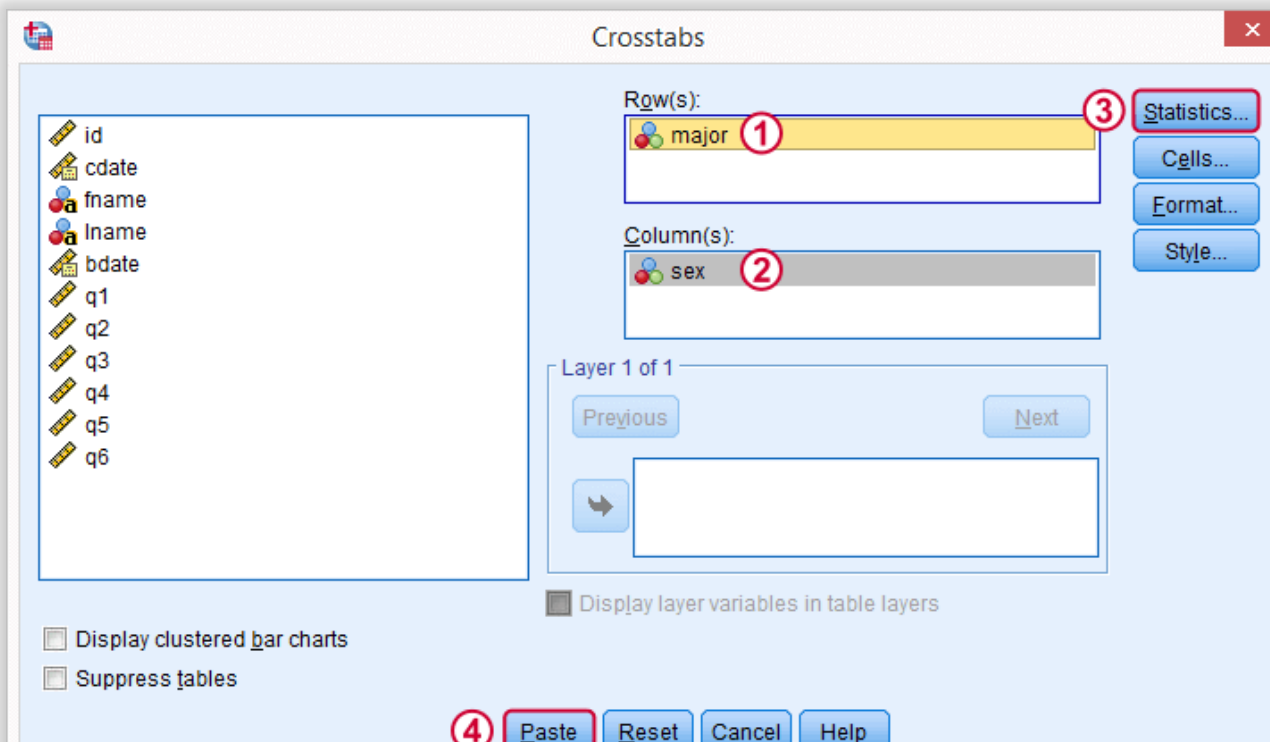 Crosstabs
id
cdate
fname
lname
bdate
q1
q2
q3
q4
q5
q6
Row(s):
major 1
Column(s):
sex 2
3 Statistics...
Cells...
Format...
Style...
Layer 1 of 1
Previous Next
Display layer variables in table layers
Display clustered bar charts
Suppress tables
4 Paste Reset Cancel Help